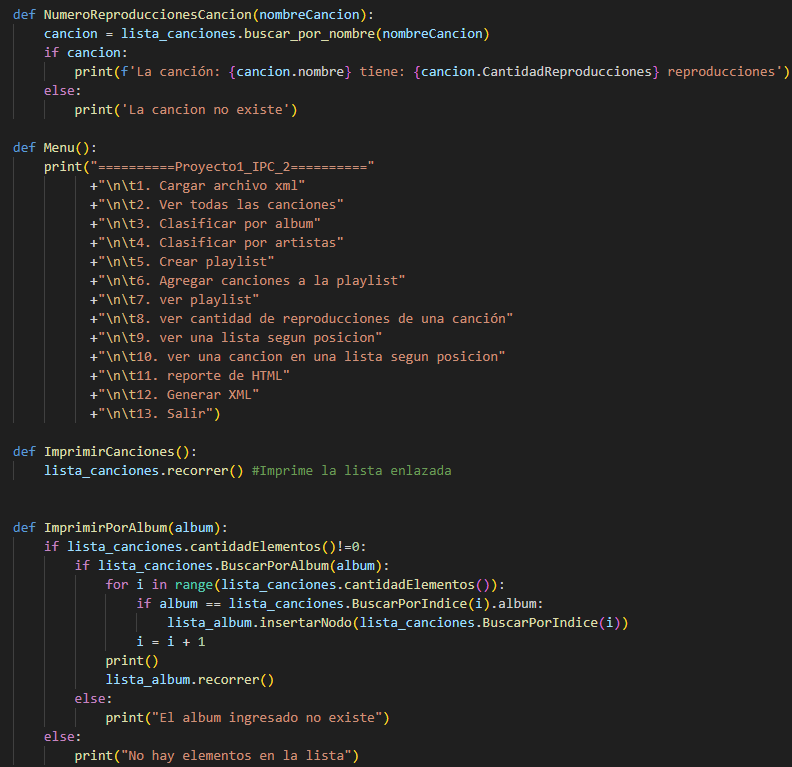 def NumeroReproduccionesCancion(nombreCancion):
    cancion = lista_canciones.buscar_por_nombre(nombreCancion)
    if cancion:
        print(f'La canción: {cancion.nombre} tiene: {cancion.CantidadReproducciones} reproducciones')
    else:
        print('La cancion no existe')

def Menu():
    print("==========Proyecto1_IPC_2=========="
          +"\n\t1. Cargar archivo xml"
          +"\n\t2. Ver todas las canciones"
          +"\n\t3. Clasificar por album"
          +"\n\t4. Clasificar por artistas"
          +"\n\t5. Crear playlist"
          +"\n\t6. Agregar canciones a la playlist"
          +"\n\t7. ver playlist"
          +"\n\t8. ver cantidad de reproducciones de una canción"
          +"\n\t9. ver una lista segun posicion"
          +"\n\t10. ver una cancion en una lista segun posicion"
          +"\n\t11. reporte de HTML"
          +"\n\t12. Generar XML"
          +"\n\t13. Salir")

def ImprimirCanciones():
    lista_canciones.recorrer() #Imprime la lista enlazada


def ImprimirPorAlbum(album):
    if lista_canciones.cantidadElementos()!=0:
        if lista_canciones.BuscarPorAlbum(album):
            for i in range(lista_canciones.cantidadElementos()):
                if album == lista_canciones.BuscarPorIndice(i).album:
                    lista_album.insertarNodo(lista_canciones.BuscarPorIndice(i))
                i = i + 1
            print()
            lista_album.recorrer()
        else:
            print("El album ingresado no existe")
    else:
        print("No hay elementos en la lista")